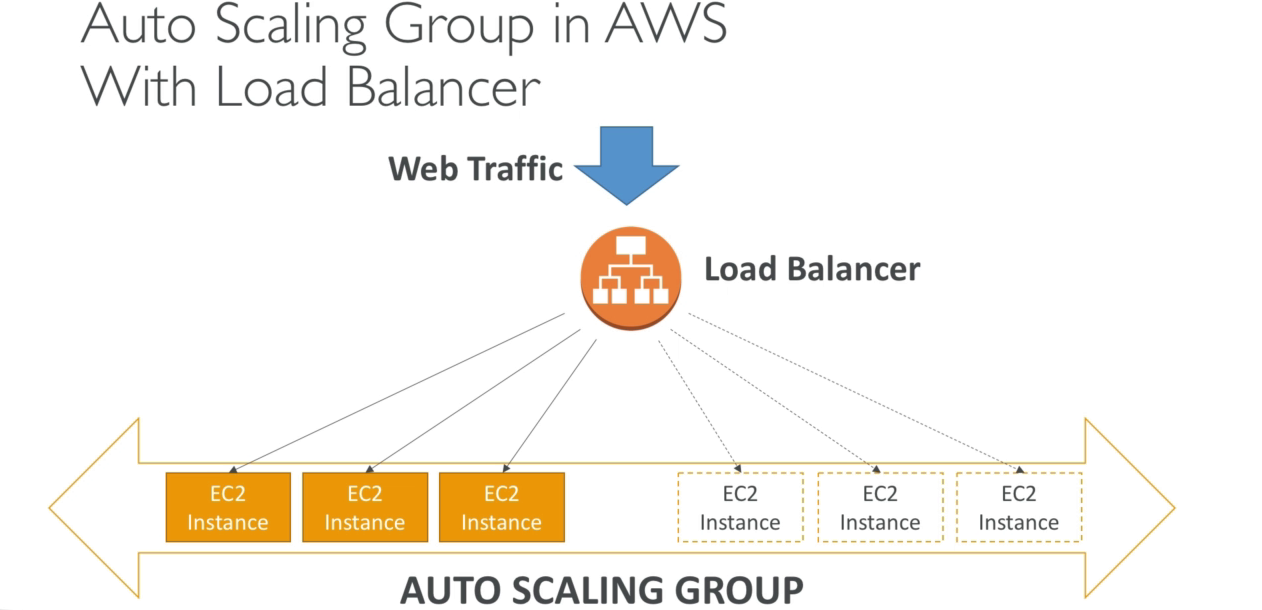 Auto Scaling Group in AWS
With Load Balancer
Web Traffic
Load Balancer
EC2
Instance
EC2
Instance
EC2
Instance
EC2
Instance
EC2
Instance
EC2
Instance
AUTO SCALING GROUP